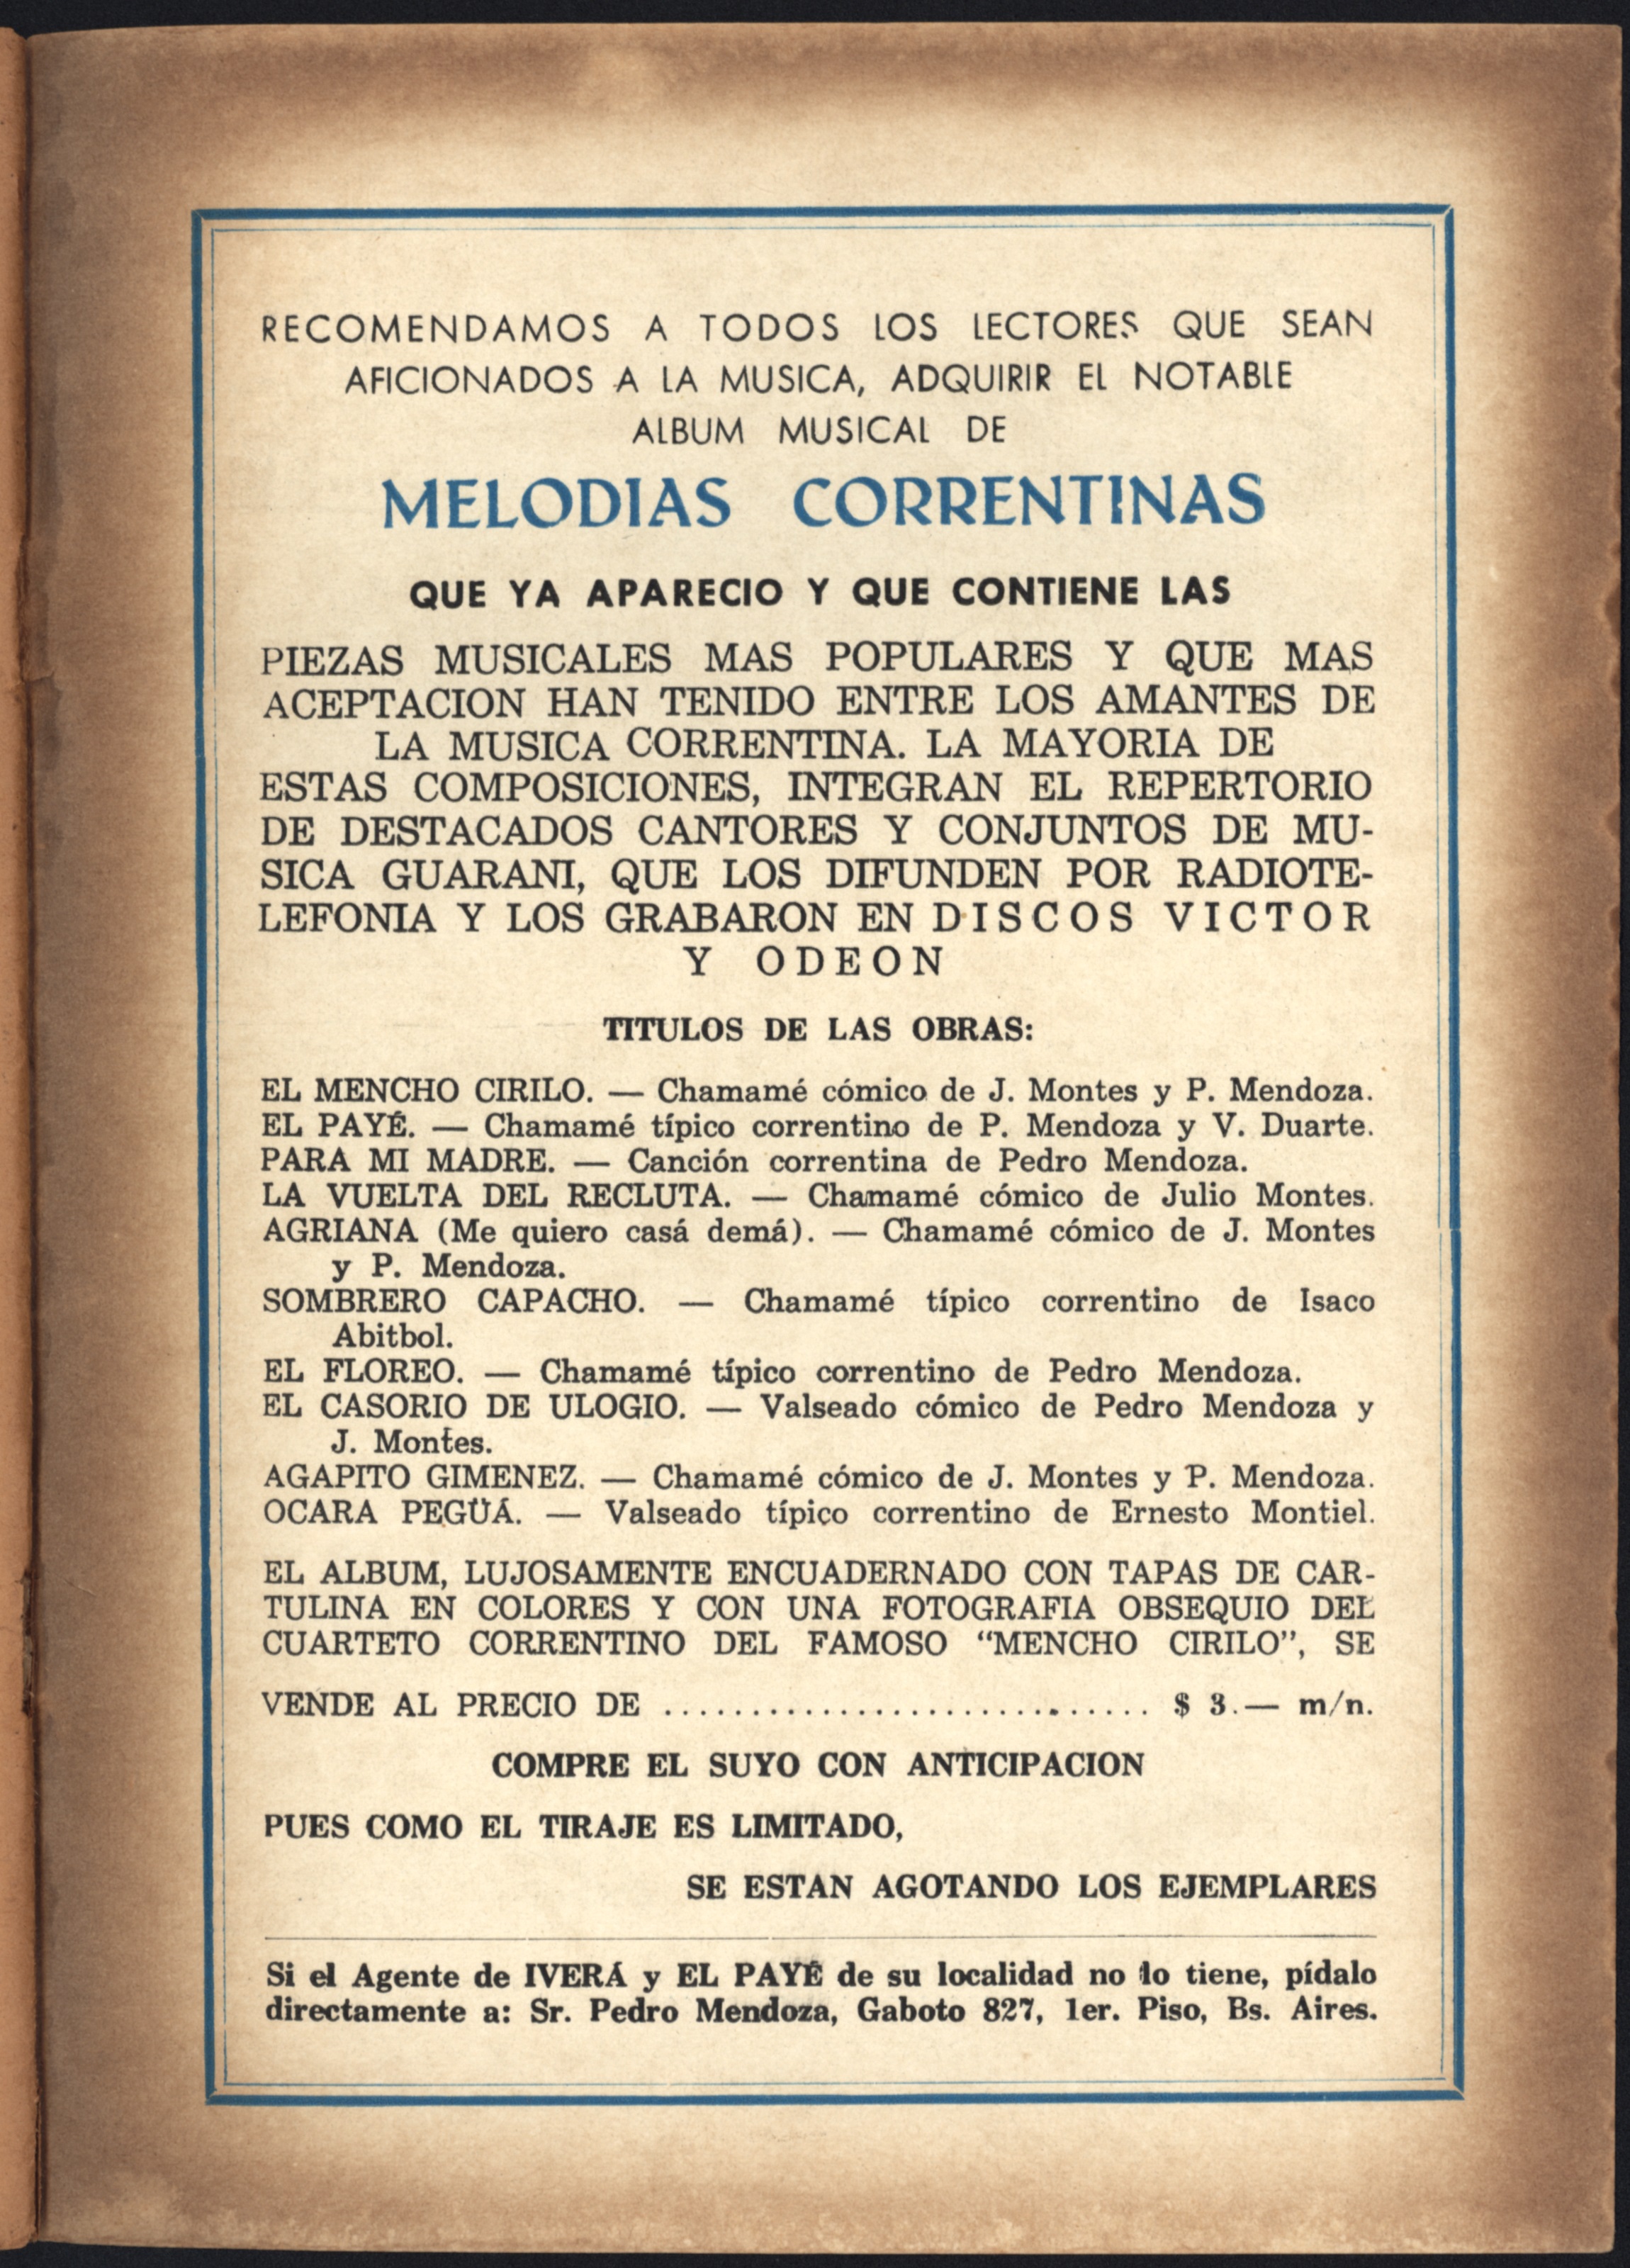 RECOMENDAMOS A TODOS LOS LECTORES QUE SEAN
AFICIONADOS A LA MUSICA, ADQUIRIR EL NOTABLE
ALBUM MUSICAL DE
MELODIAS CORRENTINAS
QUE YA APARECIO Y QUE CONTIENE LAS
PIEZAS MUSICALES MAS POPULARES Y QUE MAS
ACEPTACION HAN TENIDO ENTRE LOS AMANTES DE
LA MUSICA CORRENTINA. LA MAYORIA DE
ESTAS COMPOSICIONES, INTEGRAN EL REPERTORIO
DE DESTACADOS CANTORES Y CONJUNTOS DE MU-
SICA GUARANI, QUE LOS DIFUNDEN POR RADIOTE-
LEFONIA Y LOS GRABARON EN DISCOS VICTOR
Y ODEON
TITULOS DE LAS OBRAS:
EL MENCHO CIRILO. — Chamamé cómico de J. Montes y P. Mendoza.
EL PAYÉ. — Chamamé típico correntino de P. Mendoza y V. Duarte.
PARA MI MADRE. — Canción correntina de Pedro Mendoza.
LA VUELTA DEL RECLUTA. — Chamamé cómico de Julio Montes.
AGRIANA (Me quiero casá demá). — Chamamé cómico de J. Montes
y P. Mendoza.
SOMBRERO CAPACHO. — Chamamé típico correntino de Isaco
Abitbol.
EL FLOREO. — Chamamé típico correntino de Pedro Mendoza.
EL CASORIO DE ULOGIO. — Valseado cómico de Pedro Mendoza y
J. Montes.
AGAPITO GIMENEZ. — Chamamé cómico de J. Montes y P. Mendoza.
OCARA PEGÜÁ. — Valseado típico correntino de Ernesto Montiel.
EL ALBUM, LUJOSAMENTE ENCUADERNADO CON TAPAS DE CAR-
TULINA EN COLORES Y CON UNA FOTOGRAFIA OBSEQUIO DEL
CUARTETO CORRENTINO DEL FAMOSO “MENCHO CIRILO”, SE
VENDE AL PRECIO DE .................................. $ 3.— m/n.
COMPRE EL SUYO CON ANTICIPACION
PUES COMO EL TIRAJE ES LIMITADO,
SE ESTAN AGOTANDO LOS EJEMPLARES
Si el Agente de IVERÁ y EL PAYÉ de su localidad no lo tiene, pídalo
directamente a: Sr. Pedro Mendoza, Gaboto 827, 1er. Piso, Bs. Aires.